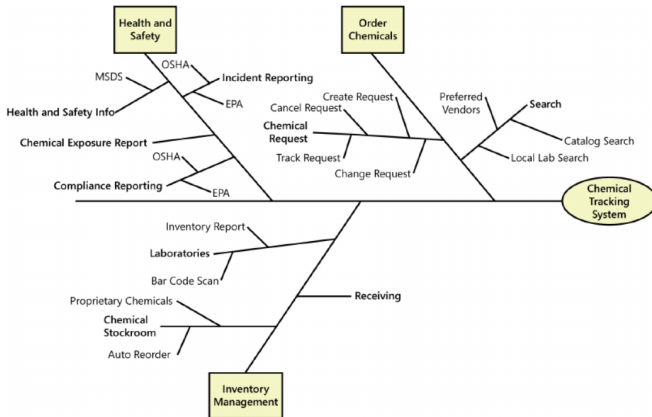 Health and
Safety
Order
Chemicals
OSHA
MSDS
Incident Reporting
EPA
Health and Safety Info
Chemical Exposure Report
OSHA
Compliance Reporting
EPA
Create Request
Cancel Request
Chemical
Request
Track Request
Change Request
Preferred
Vendors
Search
Catalog Search
Local Lab Search
Chemical
Tracking
System
Inventory Report
Laboratories
Bar Code Scan
Receiving
Proprietary Chemicals
Chemical
Stockroom
Auto Reorder
Inventory
Management